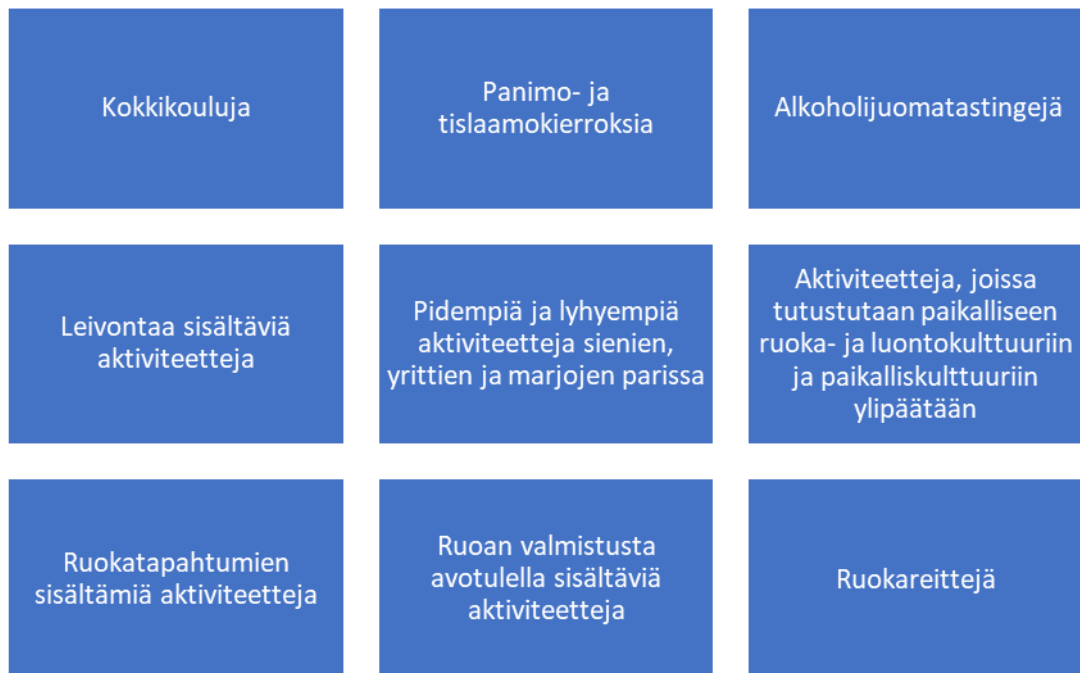 Kokkikouluja
Panimo- ja
tislaamokierroksia
Alkoholijuomatastingejä
Leivontaa sisältäviä
aktiviteetteja
Pidempiä ja lyhyempiä
aktiviteetteja sienien,
yrittien ja marjojen parissa
Aktiviteetteja, joissa
tutustutaan paikalliseen
ruoka- ja luontokulttuuriin
ja paikalliskulttuuriin
ylipäätään
Ruokatapahtumien
sisältämiä aktiviteetteja
Ruoan valmistusta
avotulella sisältäviä
aktiviteetteja
Ruokareittejä